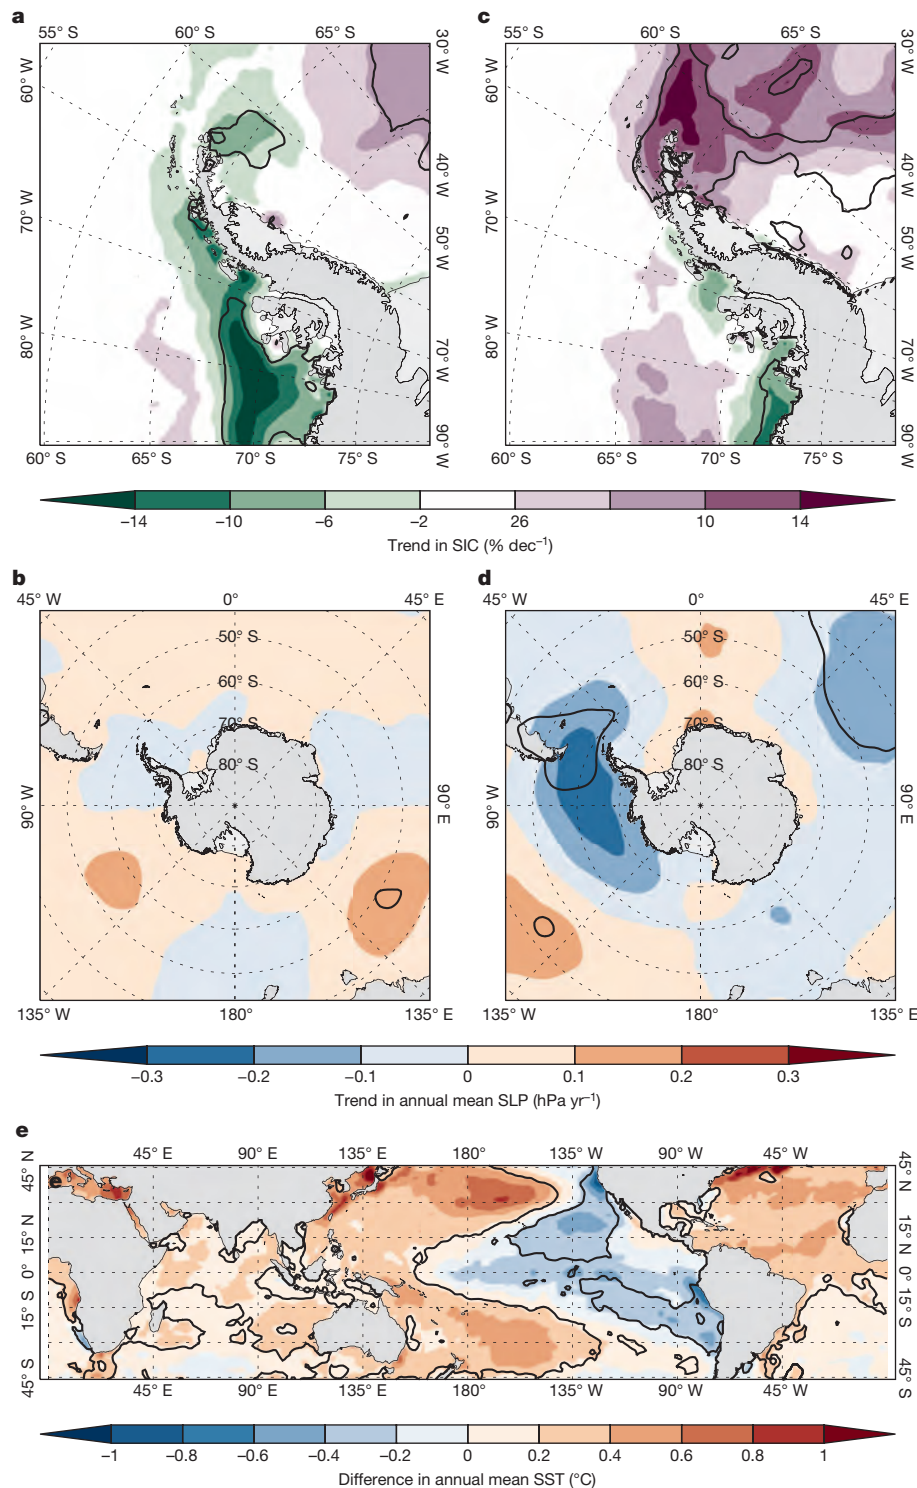 a
c
55° S
60° S
65° S
55° S
60° S
65° S
30° W
30° W
60° W
60° W
40° W
40° W
70° W
70° W
50° W
50° W
80° W
80° W
70° W
70° W
90° W
90° W
60° S
65° S
70° S
75° S
60° S
65° S
70° S
75° S
−14
−10
−6
−2
26
10
14
Trend in SIC (% dec−1)
b
d
45° W
0°
45° E
45° W
0°
45° E
50° S
50° S
60° S
60° S
70° S
70° S
80° S
80° S
90° W
90° E
90° W
90° E
135° W
180°
135° E
135° W
180°
135° E
−0.3
−0.2
−0.1
0
0.1
0.2
0.3
Trend in annual mean SLP (hPa yr−1)
e
45° E
90° E
135° E
180°
135° W
90° W
45° W
45° N
45° N
e
15° N
15° N
0°
0°
15° S
15° S
45° S
45° S
45° E
90° E
135° E
180°
135° W
90° W
45° W
−1
−0.8
−0.6
−0.4
−0.2
0
0.2
0.4
0.6
0.8
1
Difference in annual mean SST (°C)